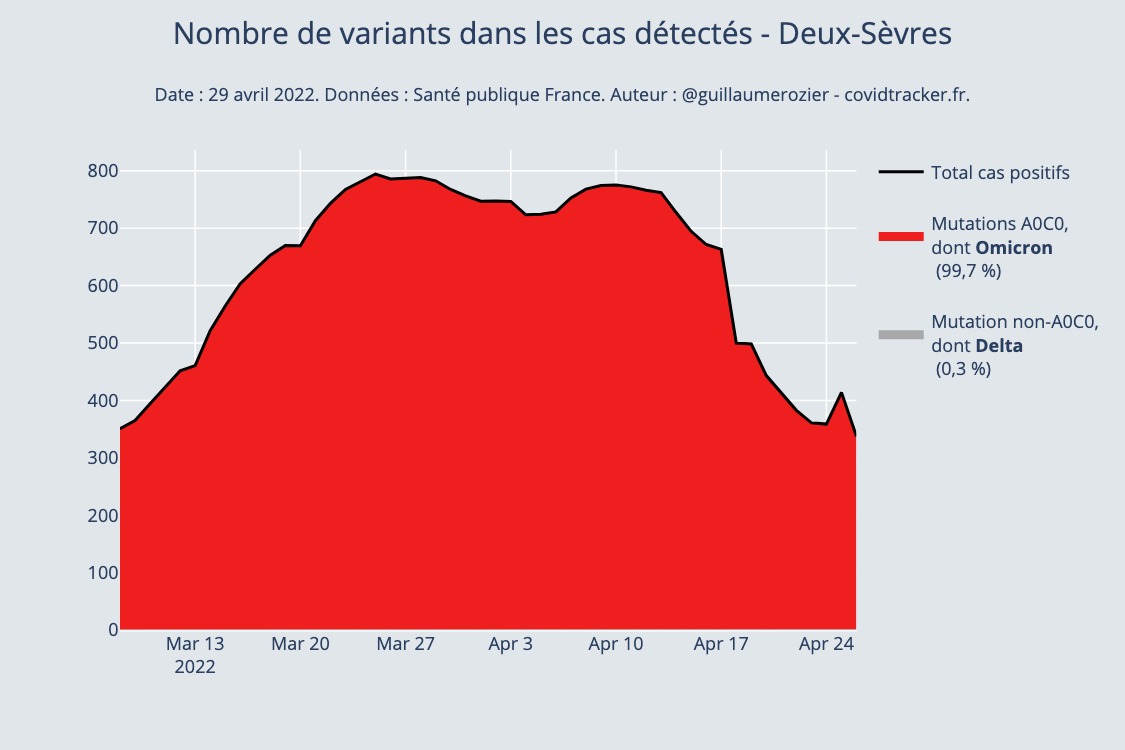 Nombre de variants dans les cas détectés - Deux-Sèvres
Date : 29 avril 2022. Données : Santé publique France. Auteur : @guillaumerozier - covidtracker.fr.
800
700
600
500
400
300
200
100
0
Mar 13
2022
Mar 20
Mar 27
Apr 3
Apr 10
Apr 17
Apr 24
Total cas positifs
Mutations A0C0,
dont Omicron
(99,7 %)
Mutation non-A0C0,
dont Delta
(0,3 %)